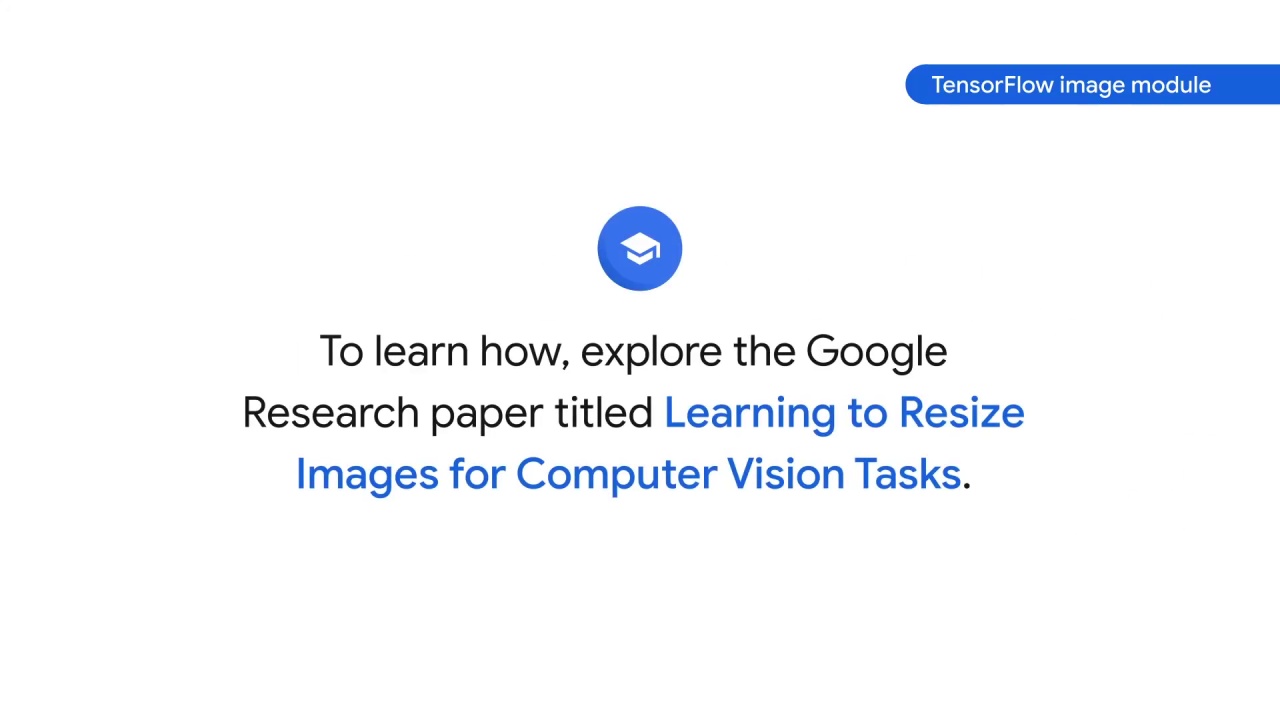 TensorFlow image module
To learn how, explore the Google
Research paper titled Learning to Resize
Images for Computer Vision Tasks.